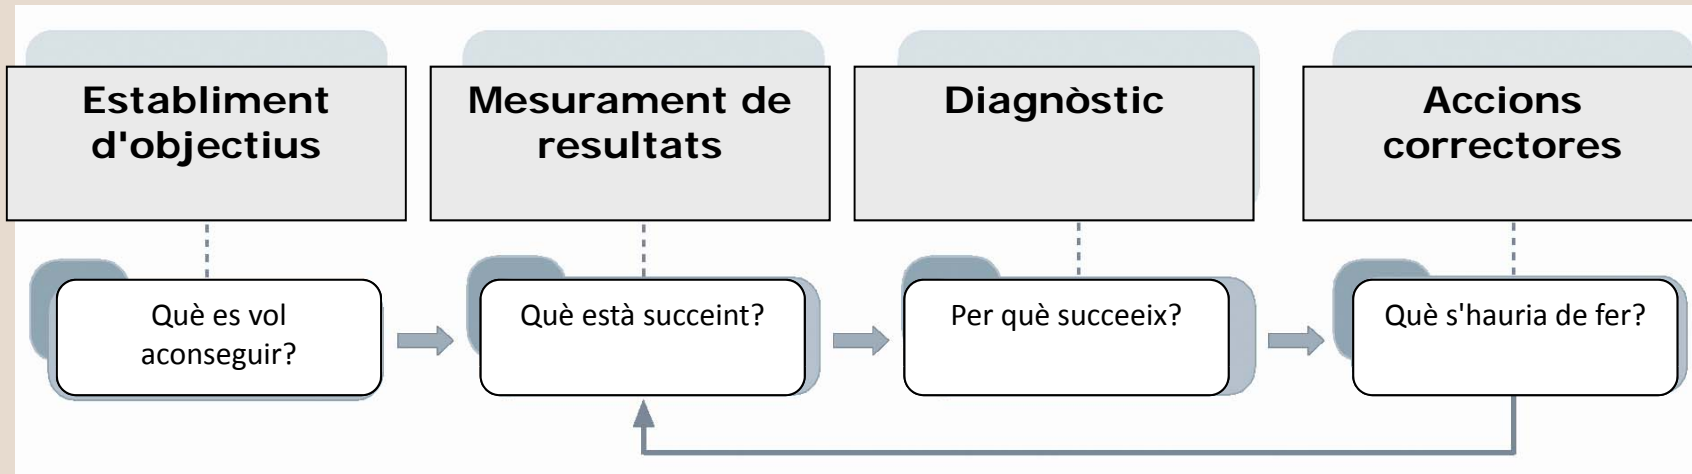 Establiment
d'objectius
Mesurament de
resultats
Diagnòstic
Accions
correctores
Què es vol
aconseguir?
Què està succeint?
Per què succeeix?
Què s'hauria de fer?